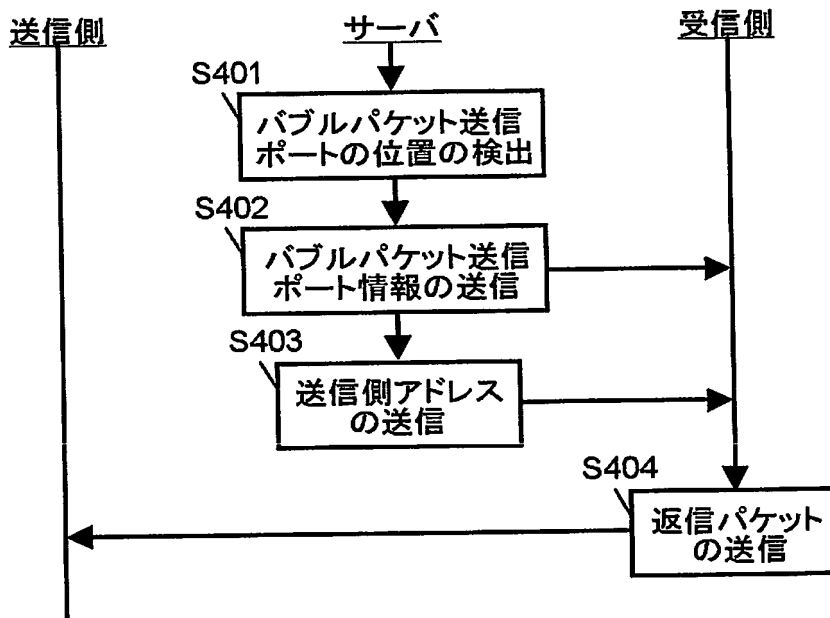 送信側
サーバ
受信側
S401
バブルパケット送信
ポートの位置の検出
S402
バブルパケット送信
ポート情報の送信
S403
送信側アドレス
の送信
S404
返信パケット
の送信